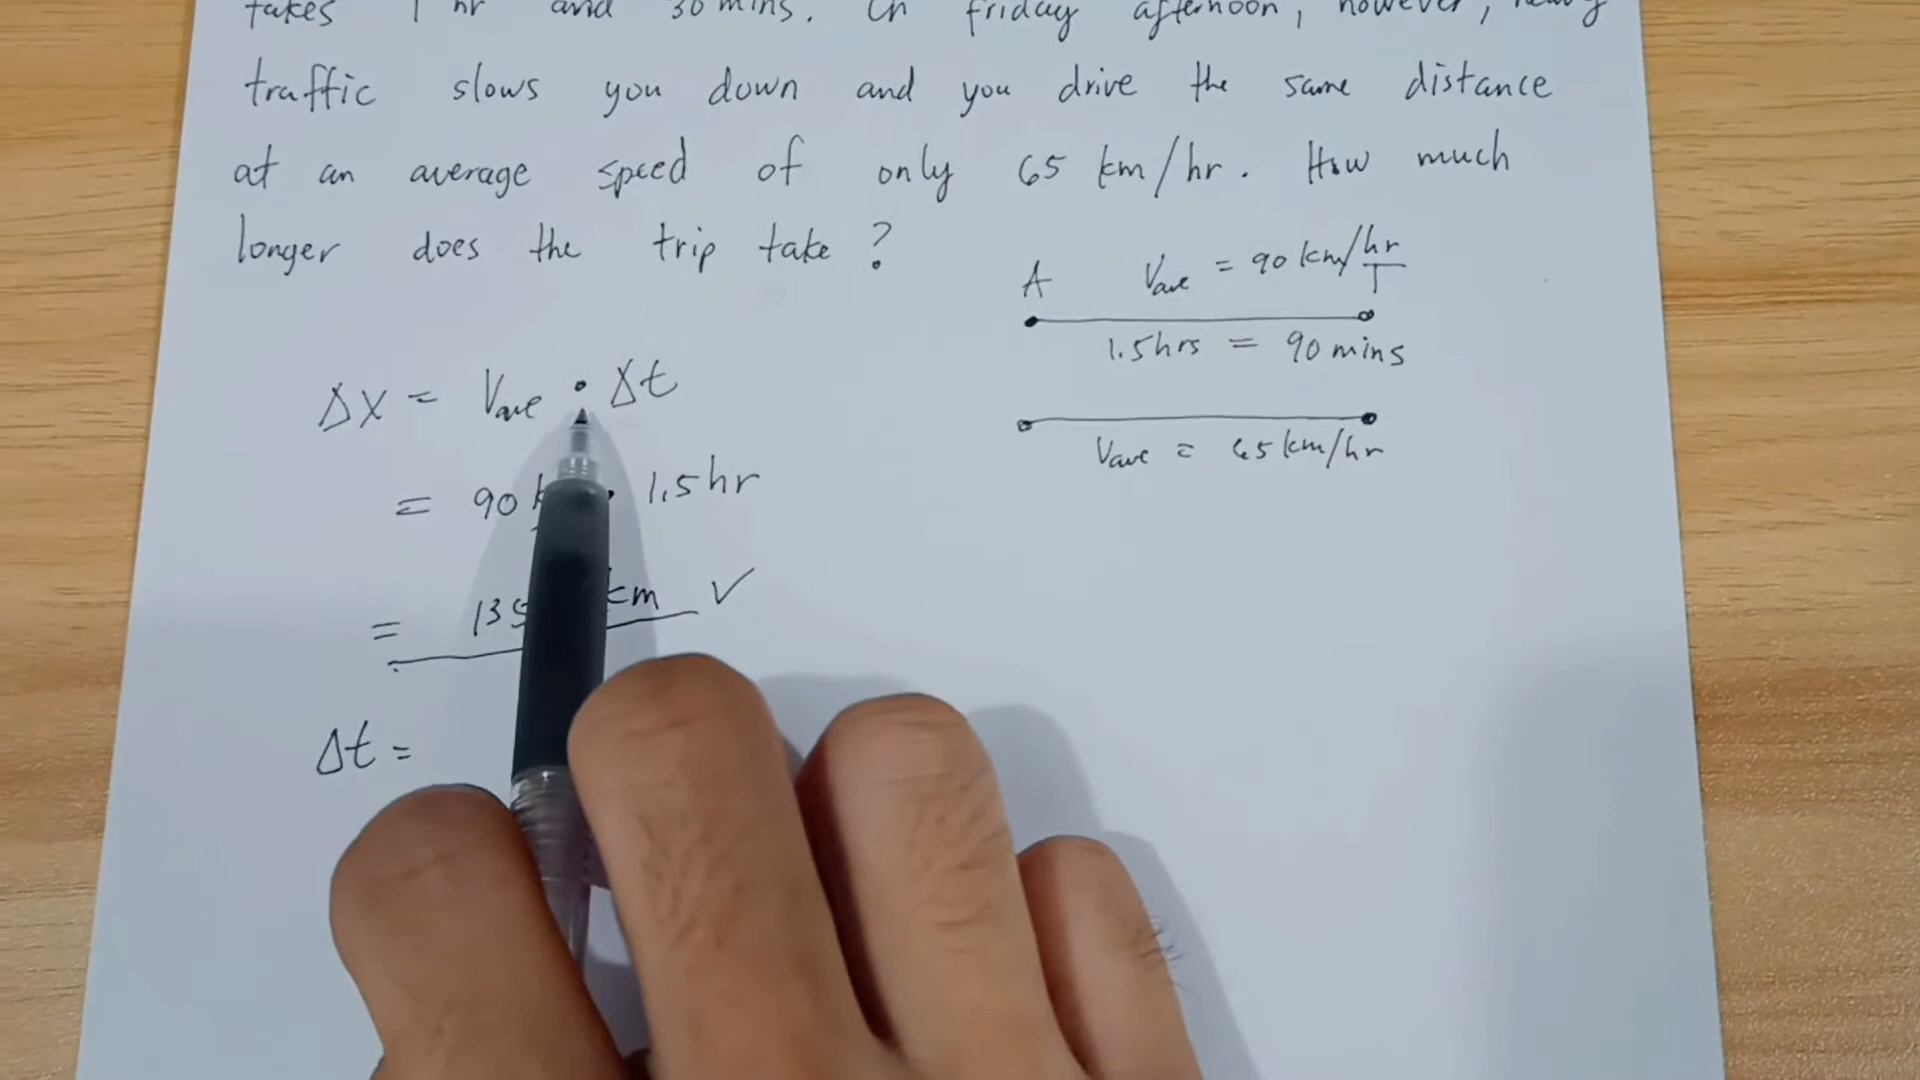 takes 1 hr and 30 mins. On friday afternoon, however, heavy
traffic slows you down and you drive the same distance
at an average speed of only 65 km/hr. How much
longer does the trip take?
A Vave = 90 km/hr T
1.5hrs = 90 mins
Vave = 65 km/hr
Δx = Vave • Δt
= 90 • 1.5hr
= 135 km ✓
Δt =